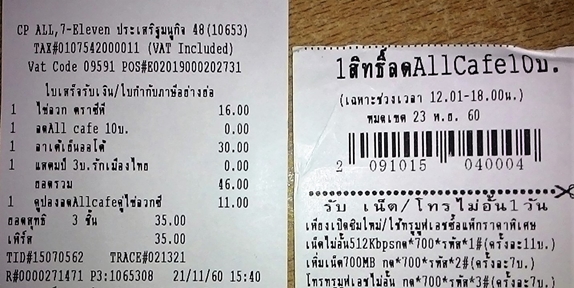 CP ALL,7-Eleven ประเสริฐมนูกิจ 48(10653)
TAX#0107542000011 (VAT Included)
Vat Code 09591 POS#E02019000202731
ใบเสร็จรับเงิน/ใบกำกับภาษีอย่างย่อ
1 ไข่ลวก ตราซีพี 16.00
1 ลดAll cafe 10บ. 0.00
1 ลาเต้เย็นออโต้ 30.00
1 แสตมป์ 3บ.รักเมืองไทย 0.00
ยอดรวม 46.00
1 คูปองลดAllcafeคู่ไข่ลวกซี 11.00
ยอดสุทธิ 3 ชิ้น 35.00
เพิร์ส 35.00
TID#15070562 TRACE#021321
R#0000271471 P3:1065308 21/11/60 15:40
1สิทธิ์ลดAllCafe10บ.
(เฉพาะช่วงเวลา 12.01-18.00น.)
หมดเขต 23 พ.ย. 60
2 091015 040004
รับ เน็ต/โทรไม่อั้น1วัน
เพียงเปิดซิมใหม่/ใช้ทรูมูฟเอชซื้อแพ็กราคาพิเศษ
เน็ตไม่อั้น512Kbpsกด*700*รหัส*1#(ครั้งละ11บ.)
เพิ่มเน็ต700MB กด*700*รหัส*2#(ครั้งละ7บ.)
โทรทรูมูฟเอชไม่อั้น กด*700*รหัส*3#(ครั้งละ7บ.)